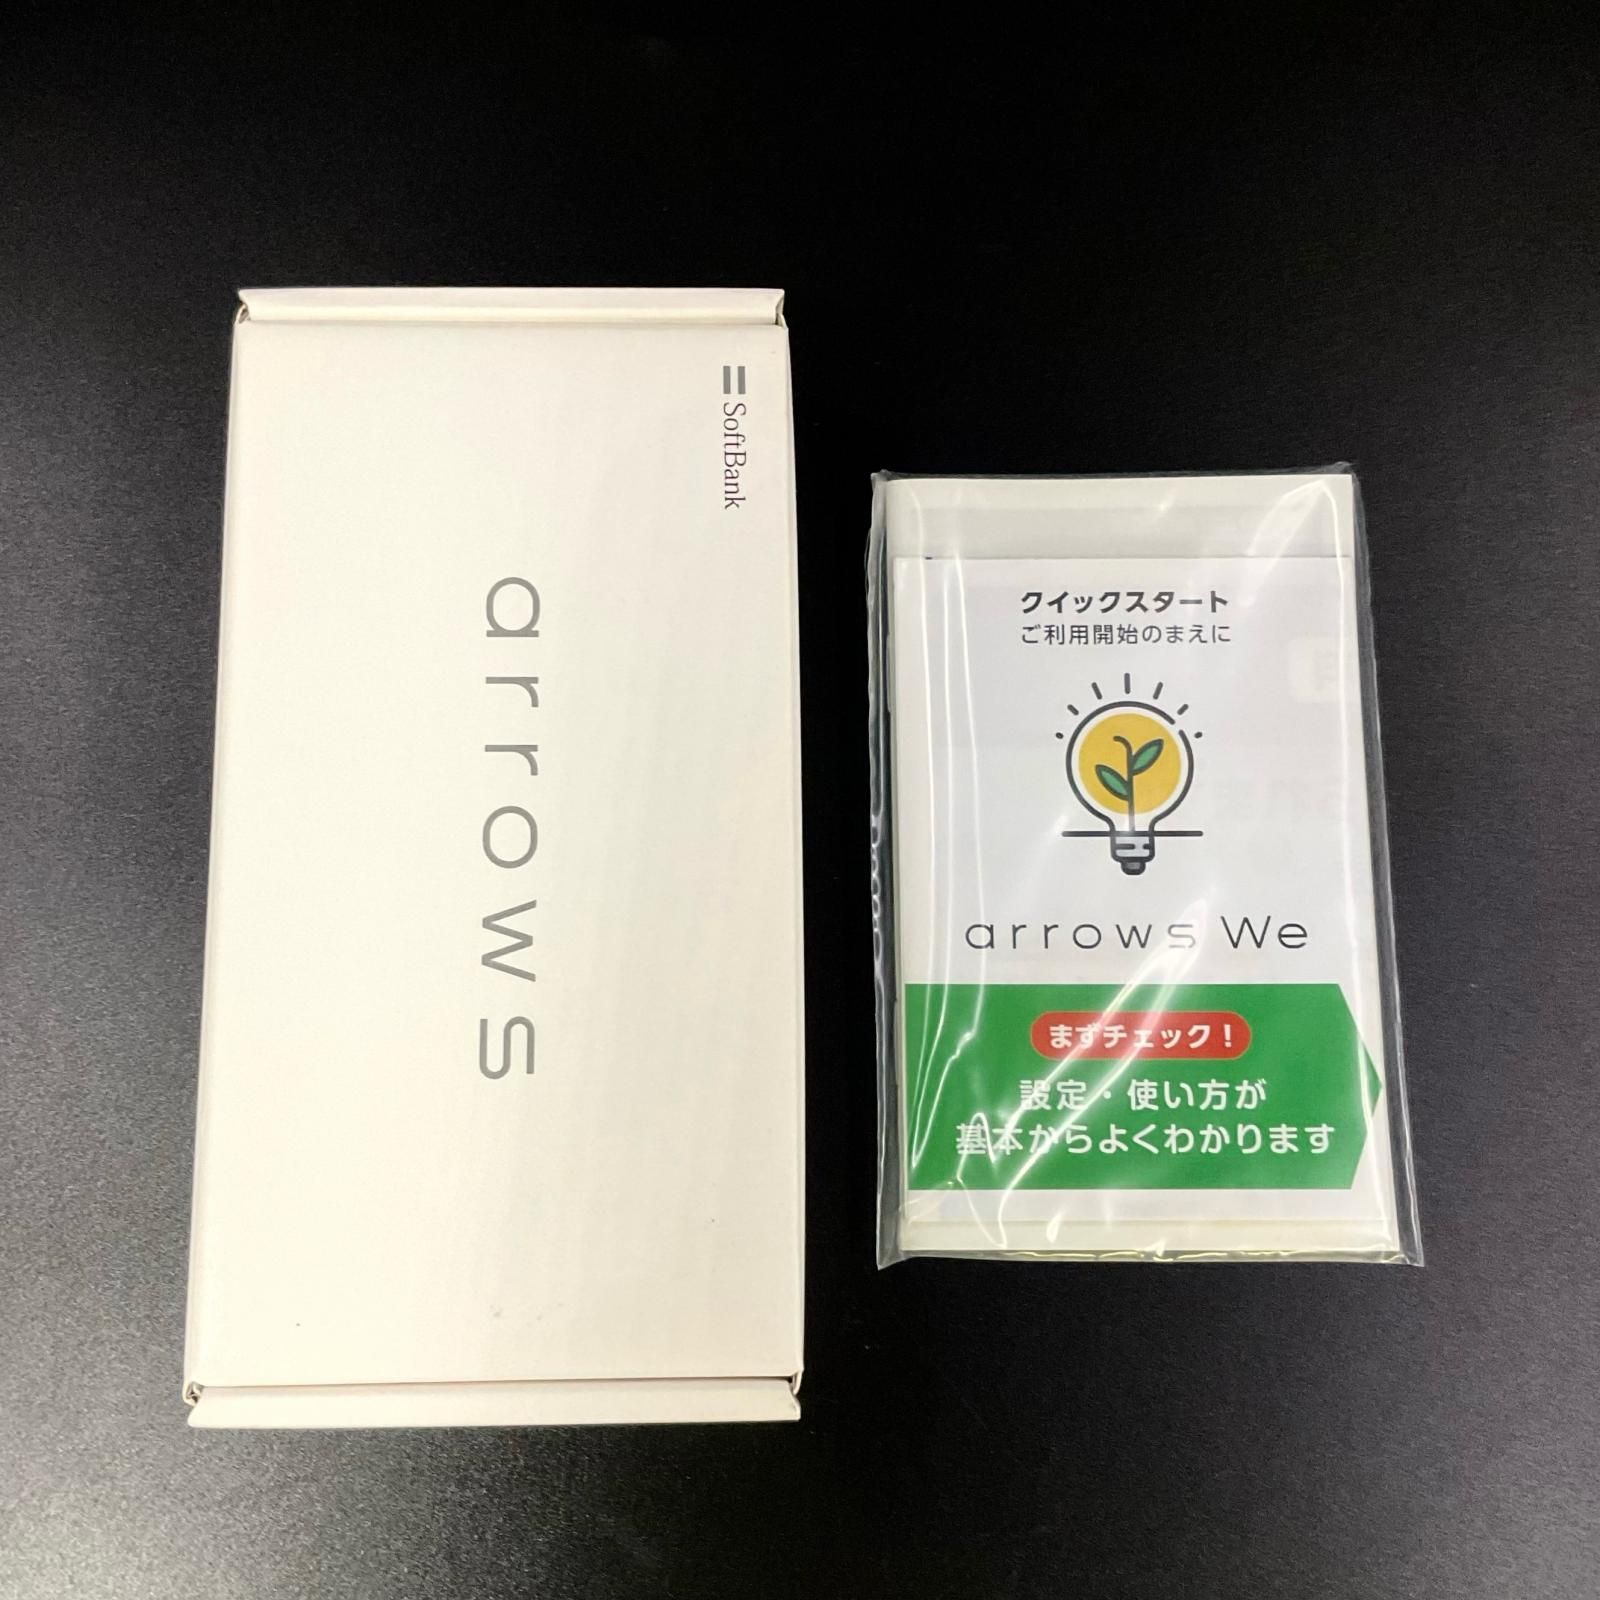 SoftBank
arrows
クイックスタート
ご利用開始のまえに
arrows We
まずチェック！
設定・使い方が
基本からよくわかります